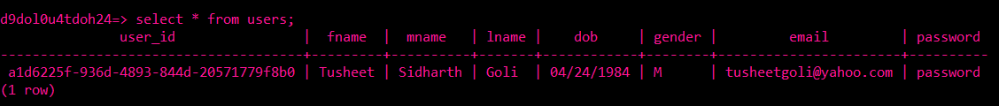 d9dol0u4tdoh24=> select * from users;
user_id | fname | mname | lname | dob | gender | email | password
--------------------------------------+---------+----------+-------+------------+--------+-----------------------+----------
a1d6225f-936d-4893-844d-20571779f8b0 | Tusheet | Sidharth | Goli | 04/24/1984 | M | tusheetgoli@yahoo.com | password
(1 row)